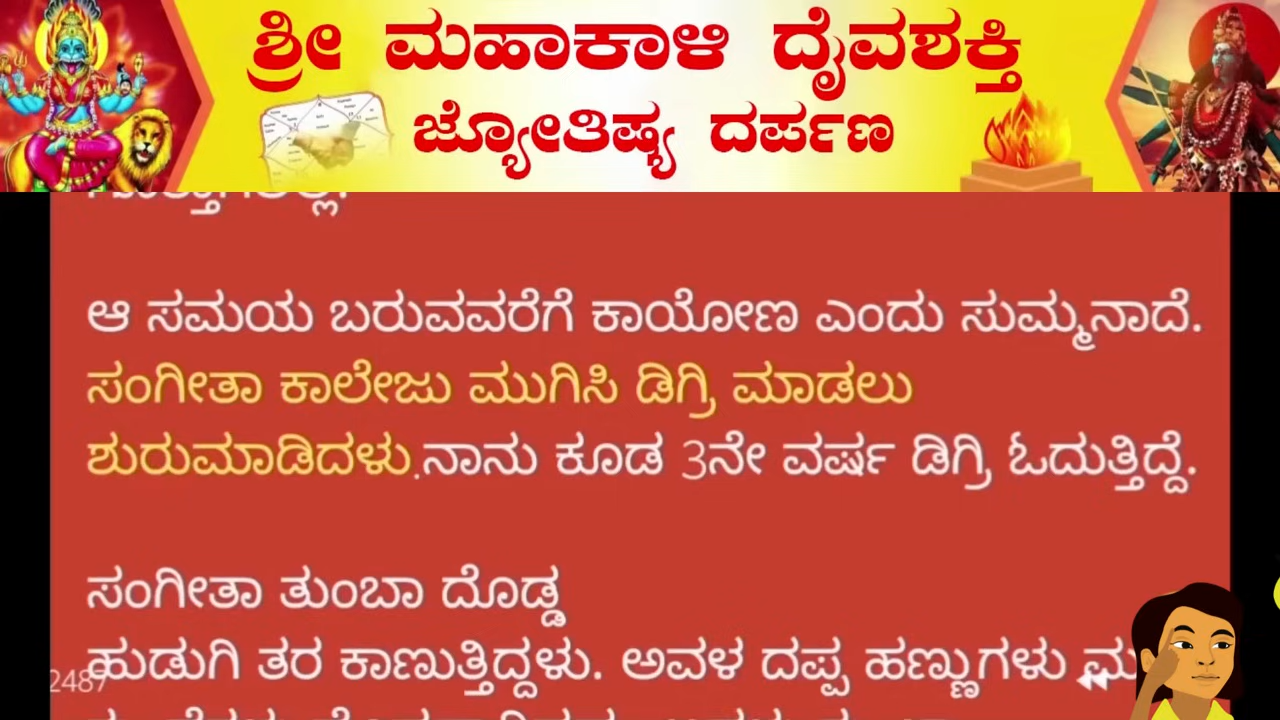 ಶ್ರೀ ಮಹಾಕಾಳಿ ದೈವಶಕ್ತಿ
ಜ್ಯೋತಿಷ್ಯ ದರ್ಪಣ
ಆ ಸಮಯ ಬರುವವರೆಗೆ ಕಾಯೋಣ ಎಂದು ಸುಮ್ಮನಾದೆ.
ಸಂಗೀತಾ ಕಾಲೇಜು ಮುಗಿಸಿ ಡಿಗ್ರಿ ಮಾಡಲು
ಶುರುಮಾಡಿದಳು.ನಾನು ಕೂಡ 3ನೇ ವರ್ಷ ಡಿಗ್ರಿ ಓದುತ್ತಿದ್ದೆ.
ಸಂಗೀತಾ ತುಂಬಾ ದೊಡ್ಡ
ಹುಡುಗಿ ತರ ಕಾಣುತ್ತಿದ್ದಳು. ಅವಳ ದಪ್ಪ ಹಣ್ಣುಗಳು
2487